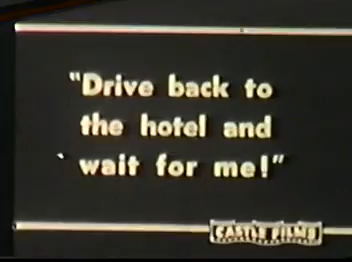 "Drive back to
the hotel and
wait for me!"
CASTLE FILMS